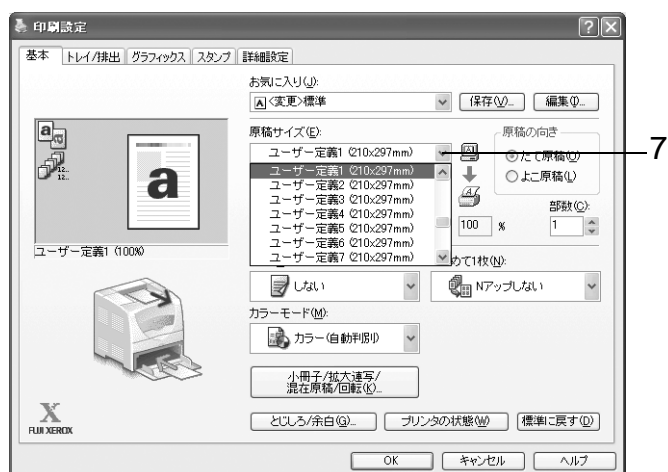 印刷設定
基本 トレイ/排出 グラフィックス スタンプ 詳細設定
お気に入り(J):
A <変更>標準 保存(V)... 編集(I)...
原稿サイズ(E): 原稿の向き
ユーザー定義1 (210x297mm) たて原稿(U) 7
ユーザー定義1 (210x297mm) よこ原稿(L)
ユーザー定義2 (210x297mm)
ユーザー定義3 (210x297mm)
ユーザー定義4 (210x297mm) 部数(C):
ユーザー定義5 (210x297mm) 100 % 1
ユーザー定義6 (210x297mm)
ユーザー定義7 (210x297mm)
ユーザー定義1 (100%)
めて1枚(N):
しない Nアップしない
カラーモード(M):
カラー(自動判別)
小冊子/拡大連写/
混在原稿/回転(K)...
とじしろ/余白(G)... プリンタの状態(W) 標準に戻す(D)
X
FUJI XEROX
OK キャンセル ヘルプ